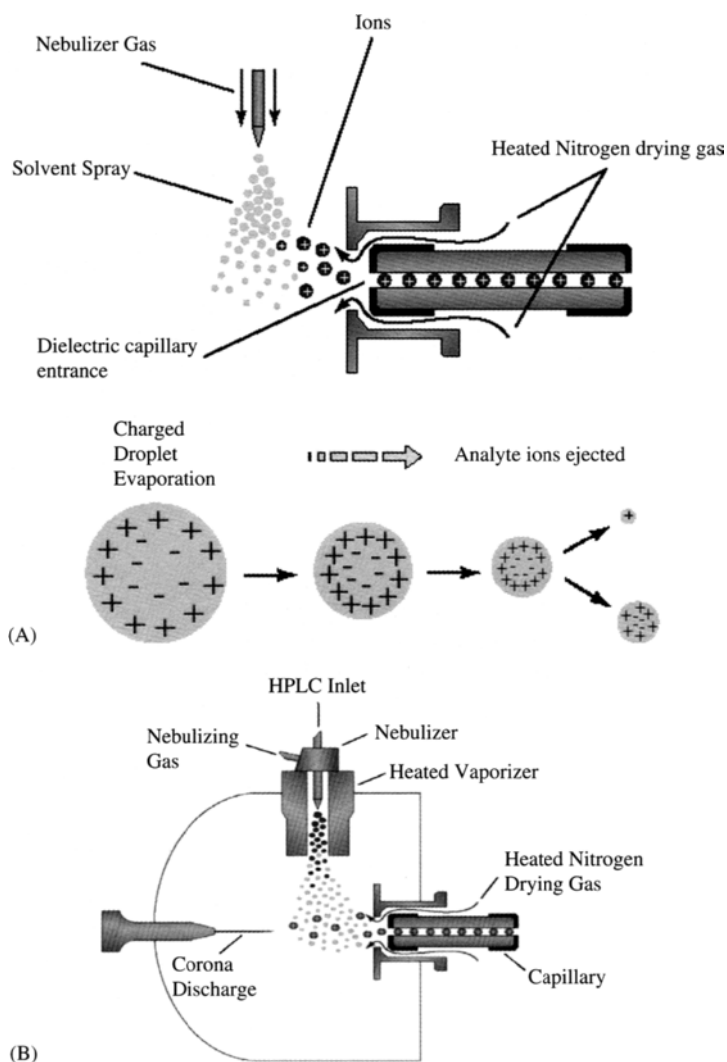 Ions
Nebulizer Gas
Heated Nitrogen drying gas
Solvent Spray
Dielectric capillary
entrance
Charged
Droplet
Evaporation
Analyte ions ejected
(A)
HPLC Inlet
Nebulizing
Gas
Nebulizer
Heated Vaporizer
Heated Nitrogen
Drying Gas
Corona
Discharge
Capillary
(B)